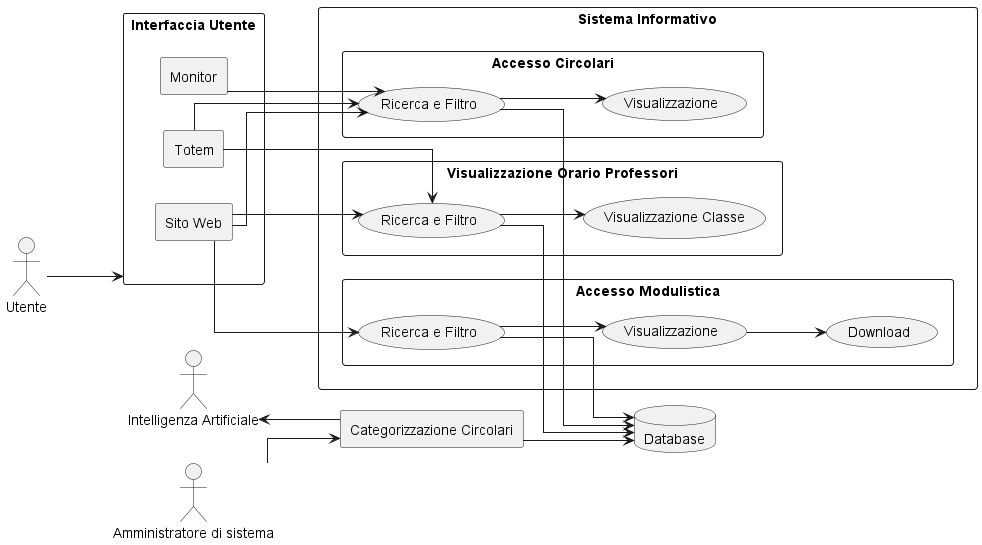 Interfaccia Utente
Monitor
Totem
Sito Web
Utente
Sistema Informativo
Accesso Circolari
Ricerca e Filtro
Visualizzazione
Visualizzazione Orario Professori
Ricerca e Filtro
Visualizzazione Classe
Accesso Modulistica
Ricerca e Filtro
Visualizzazione
Download
Intelligenza Artificiale
Categorizzazione Circolari
Database
Amministratore di sistema